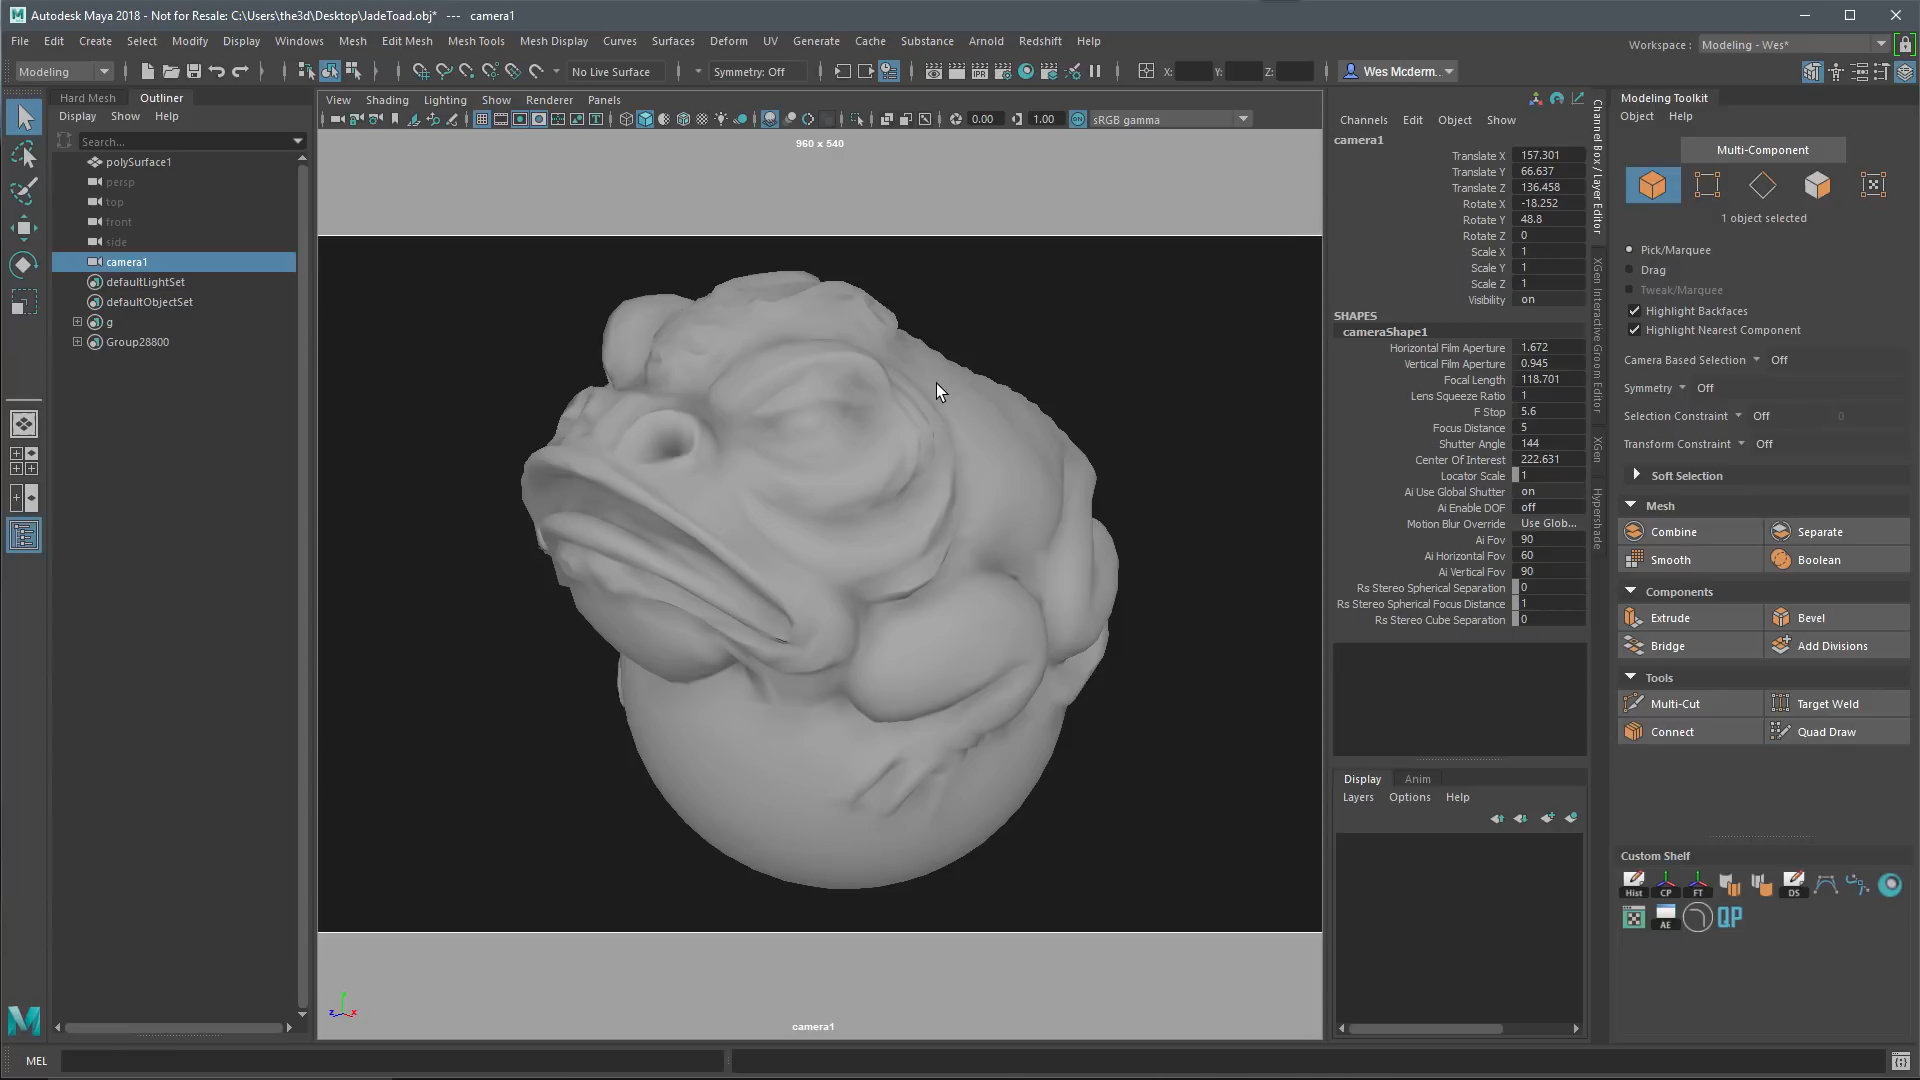 Autodesk Maya 2018 - Not for Resale: C:\Users\the3d\Desktop\JadeToad.obj*   ---   camera1
File Edit Create Select Modify Display Windows Mesh Edit Mesh Mesh Tools Mesh Display Curves Surfaces Deform UV Generate Cache Substance Arnold Redshift Help
Workspace : Modeling - Wes*
Modeling No Live Surface Symmetry: Off IPR X: Y: Z: Wes Mcderm...
Hard Mesh Outliner
Display Show Help
Search...
polySurface1
persp
top
front
side
camera1
defaultLightSet
defaultObjectSet
g
Group28800
View Shading Lighting Show Renderer Panels
0.00 1.00 sRGB gamma
960 x 540
camera1
Channels Edit Object Show
camera1
Translate X 157.301
Translate Y 66.637
Translate Z 136.458
Rotate X -18.252
Rotate Y 48.8
Rotate Z 0
Scale X 1
Scale Y 1
Scale Z 1
Visibility on
SHAPES
cameraShape1
Horizontal Film Aperture 1.672
Vertical Film Aperture 0.945
Focal Length 118.701
Lens Squeeze Ratio 1
F Stop 5.6
Focus Distance 5
Shutter Angle 144
Center Of Interest 222.631
Locator Scale 1
Ai Use Global Shutter on
Ai Enable DOF off
Motion Blur Override Use Glob...
Ai Fov 90
Ai Horizontal Fov 60
Ai Vertical Fov 90
Rs Stereo Spherical Separation 0
Rs Stereo Spherical Focus Distance 1
Rs Stereo Cube Separation 0
Display Anim
Layers Options Help
Channel Box / Layer Editor
XGen Interactive Groom Editor
XGen
Hypershade
Modeling Toolkit
Object Help
Multi-Component
1 object selected
Pick/Marquee
Drag
Tweak/Marquee
Highlight Backfaces
Highlight Nearest Component
Camera Based Selection Off
Symmetry Off
Selection Constraint Off 0
Transform Constraint Off
Soft Selection
Mesh
Combine Separate
Smooth Boolean
Components
Extrude Bevel
Bridge Add Divisions
Tools
Multi-Cut Target Weld
Connect Quad Draw
Custom Shelf
Hist CP FT DS
AE QP
MEL